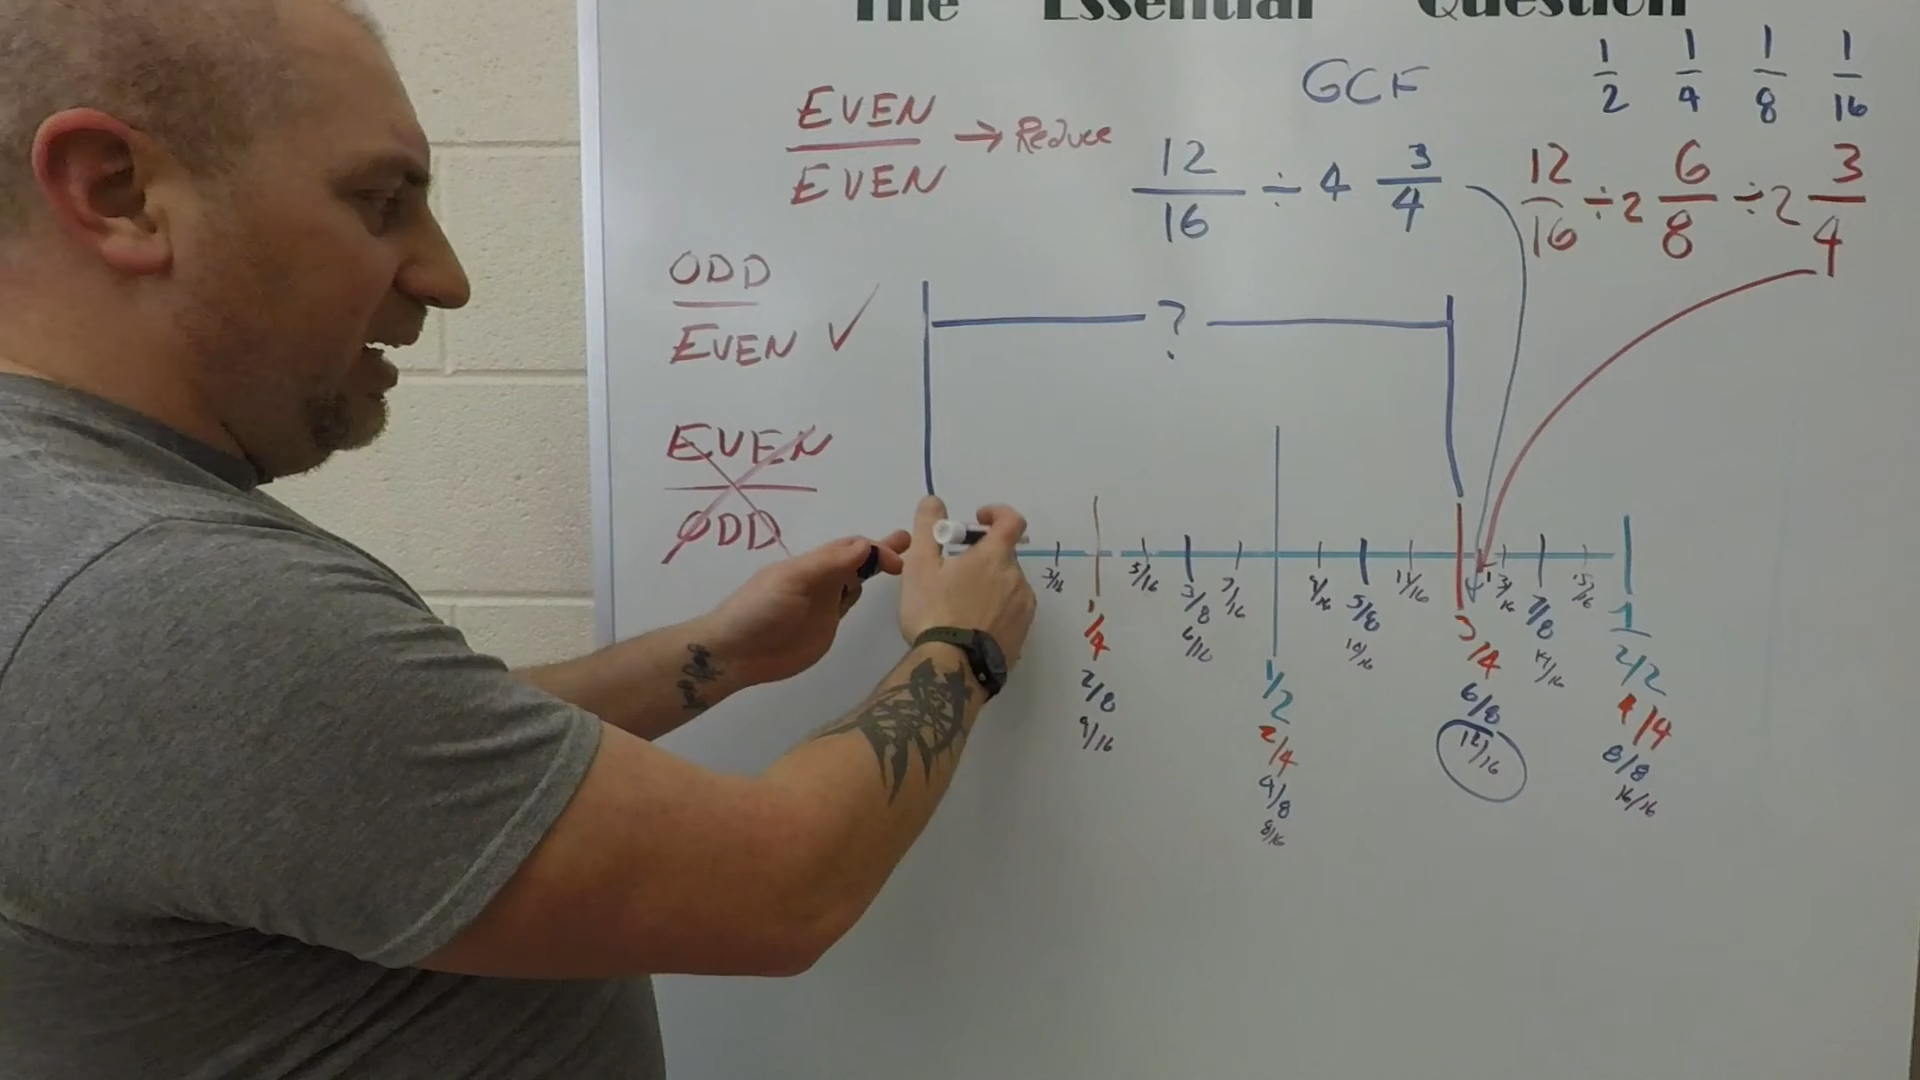 The Essential Question
GCF
1/2 1/4 1/8 1/16
EVEN/EVEN → Reduce
12/16 ÷ 4 3/4
12/16 ÷2 6/8 ÷2 3/4
ODD/EVEN ✓
?
EVEN/ODD
3/16 5/16 3/8 7/16 9/16 5/8 11/16 13/16 7/8 15/16 1
6/16 10/16 14/16
1/4 1/2 3/4 2/2
2/8 2/4 6/8 4/4
4/16 4/8 12/16 8/8
8/16 16/16